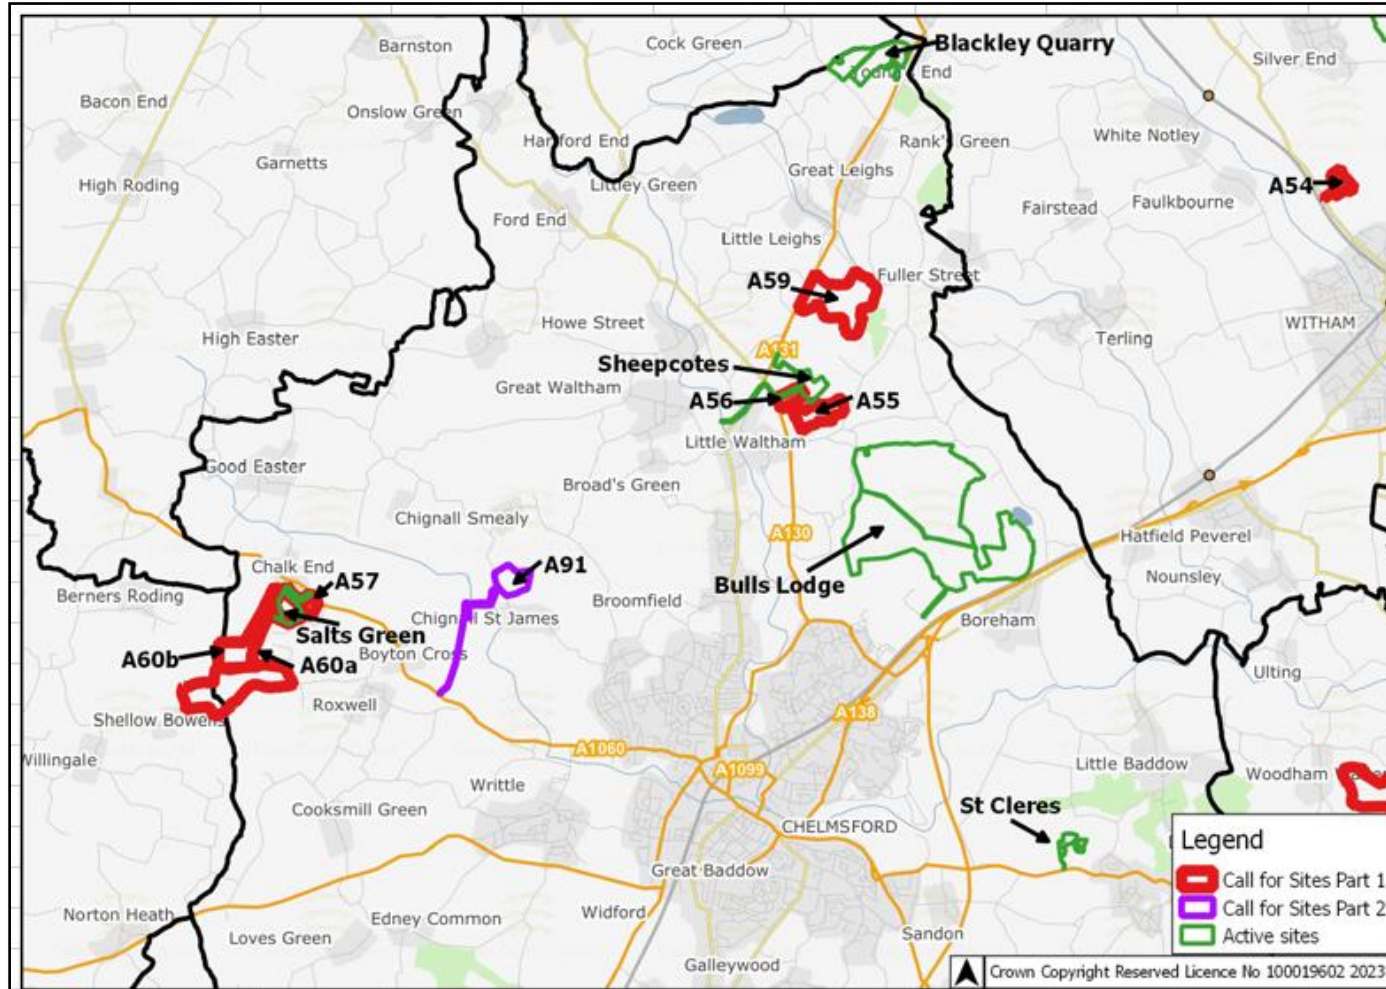 Barnston
Cock Green
Blackley Quarry
Silver End
Bacon End
Onslow Green
Hartford End
Rank's Green
White Notley
Garnetts
High Roding
Littley Green
Great Leighs
A54
Faulkbourne
Fairstead
Ford End
Little Leighs
Fuller Street
A59
Howe Street
High Easter
WITHAM
Terling
A131
Sheepcotes
Great Waltham
A56
A55
Little Waltham
Good Easter
Broad's Green
Chignall Smealy
A130
Hatfield Peverel
Chalk End
A57
A91
Bulls Lodge
Nounsley
Berners Roding
Broomfield
Chignall St James
Boreham
Salts Green
A60b
A60a
Boyton Cross
Ulting
Roxwell
Shellow Bowells
A138
Willingale
A1060
A1099
Little Baddow
Woodham
Writtle
St Cleres
Cooksmill Green
CHELMSFORD
Great Baddow
Norton Heath
Edney Common
Widford
Loves Green
Sandon
Galleywood
Legend
Call for Sites Part 1
Call for Sites Part 2
Active sites
Crown Copyright Reserved Licence No 100019602 2023